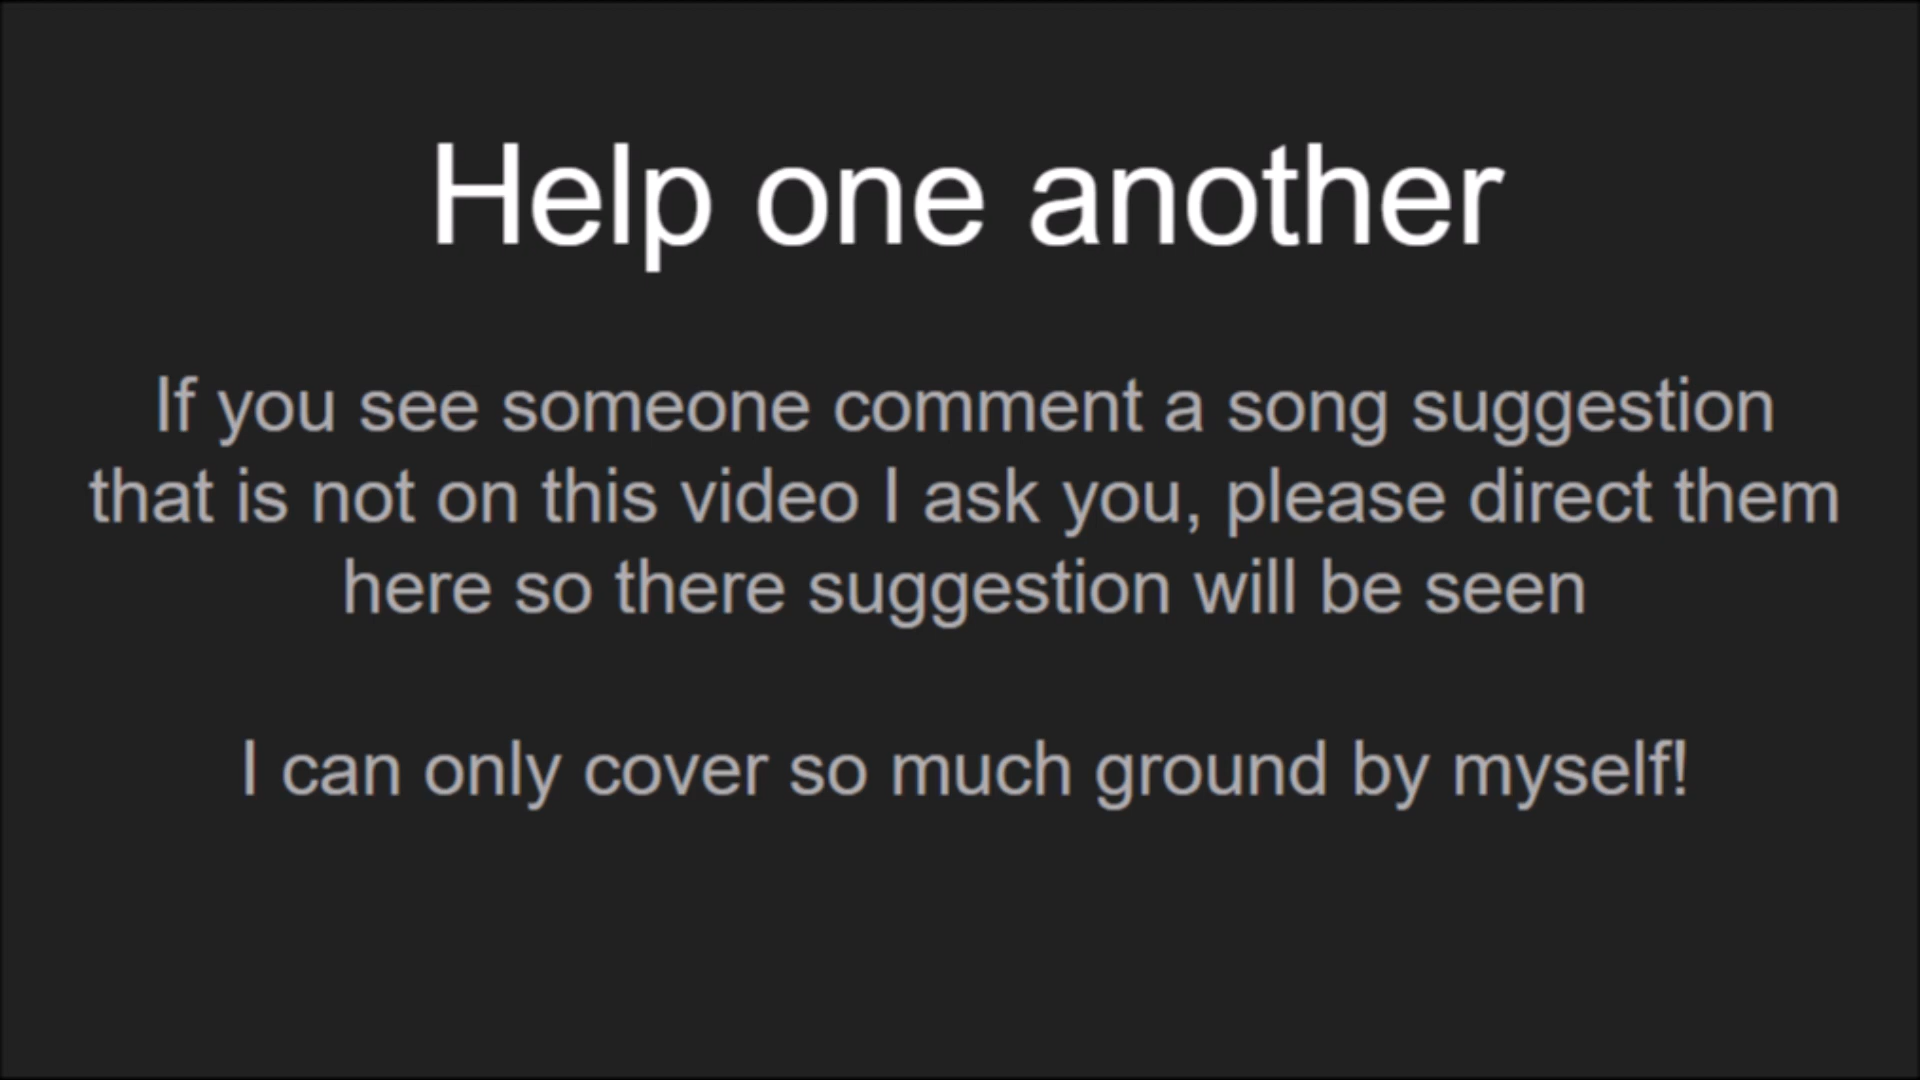 Help one another
If you see someone comment a song suggestion
that is not on this video I ask you, please direct them
here so there suggestion will be seen
I can only cover so much ground by myself!